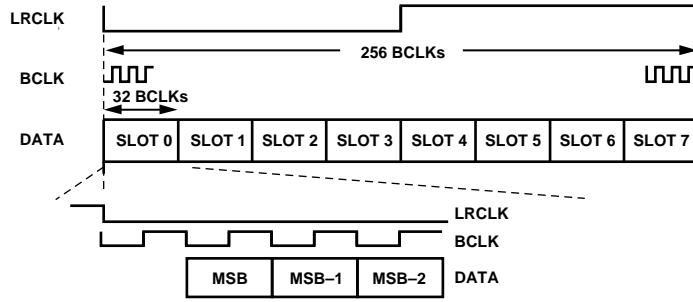 LRCLK
256 BCLKs
BCLK
32 BCLKs
DATA SLOT 0 SLOT 1 SLOT 2 SLOT 3 SLOT 4 SLOT 5 SLOT 6 SLOT 7
LRCLK
BCLK
MSB MSB–1 MSB–2 DATA